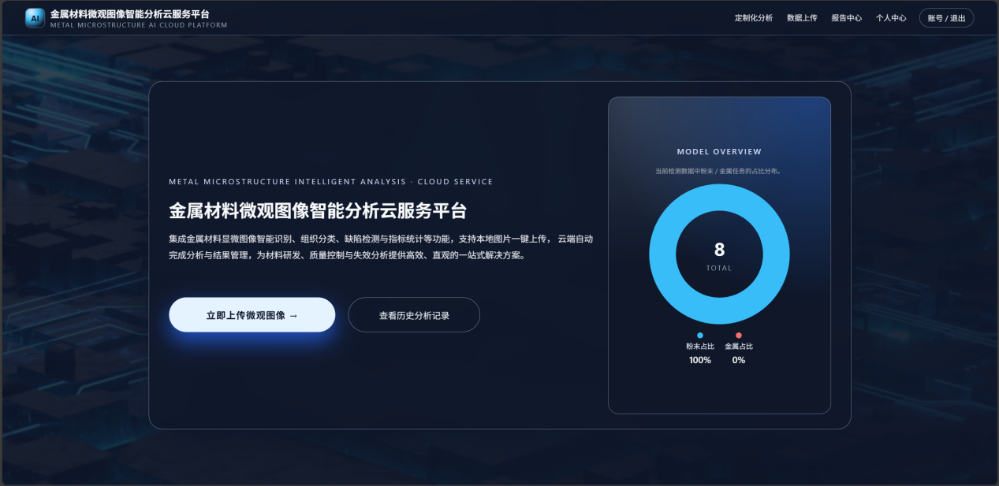 AI
金属材料微观图像智能分析云服务平台
METAL MICROSTRUCTURE AI CLOUD PLATFORM
定制化分析 数据上传 报告中心 个人中心 账号 / 退出
METAL MICROSTRUCTURE INTELLIGENT ANALYSIS · CLOUD SERVICE
金属材料微观图像智能分析云服务平台
集成金属材料显微图像智能识别、组织分类、缺陷检测与指标统计等功能，支持本地图片一键上传， 云端自动
完成分析与结果管理，为材料研发、质量控制与失效分析提供高效、直观的一站式解决方案。
立即上传微观图像 →
查看历史分析记录
MODEL OVERVIEW
当前检测数据中粉末 / 金属任务的占比分布。
8
TOTAL
粉末占比 金属占比
100% 0%